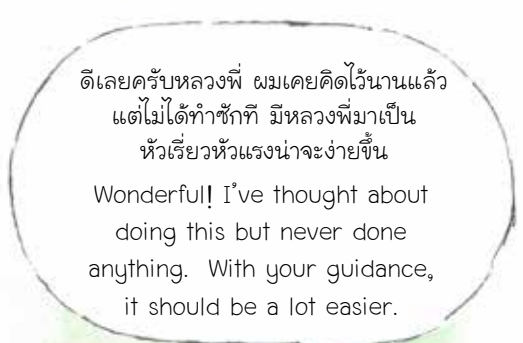 ดีเลยครับหลวงพี่ ผมเคยคิดไว้นานแล้ว
แต่ไม่ได้ทำซักที มีหลวงพี่มาเป็น
หัวเรี่ยวหัวแรงน่าจะง่ายขึ้น
Wonderful! I've thought about
doing this but never done
anything. With your guidance,
it should be a lot easier.